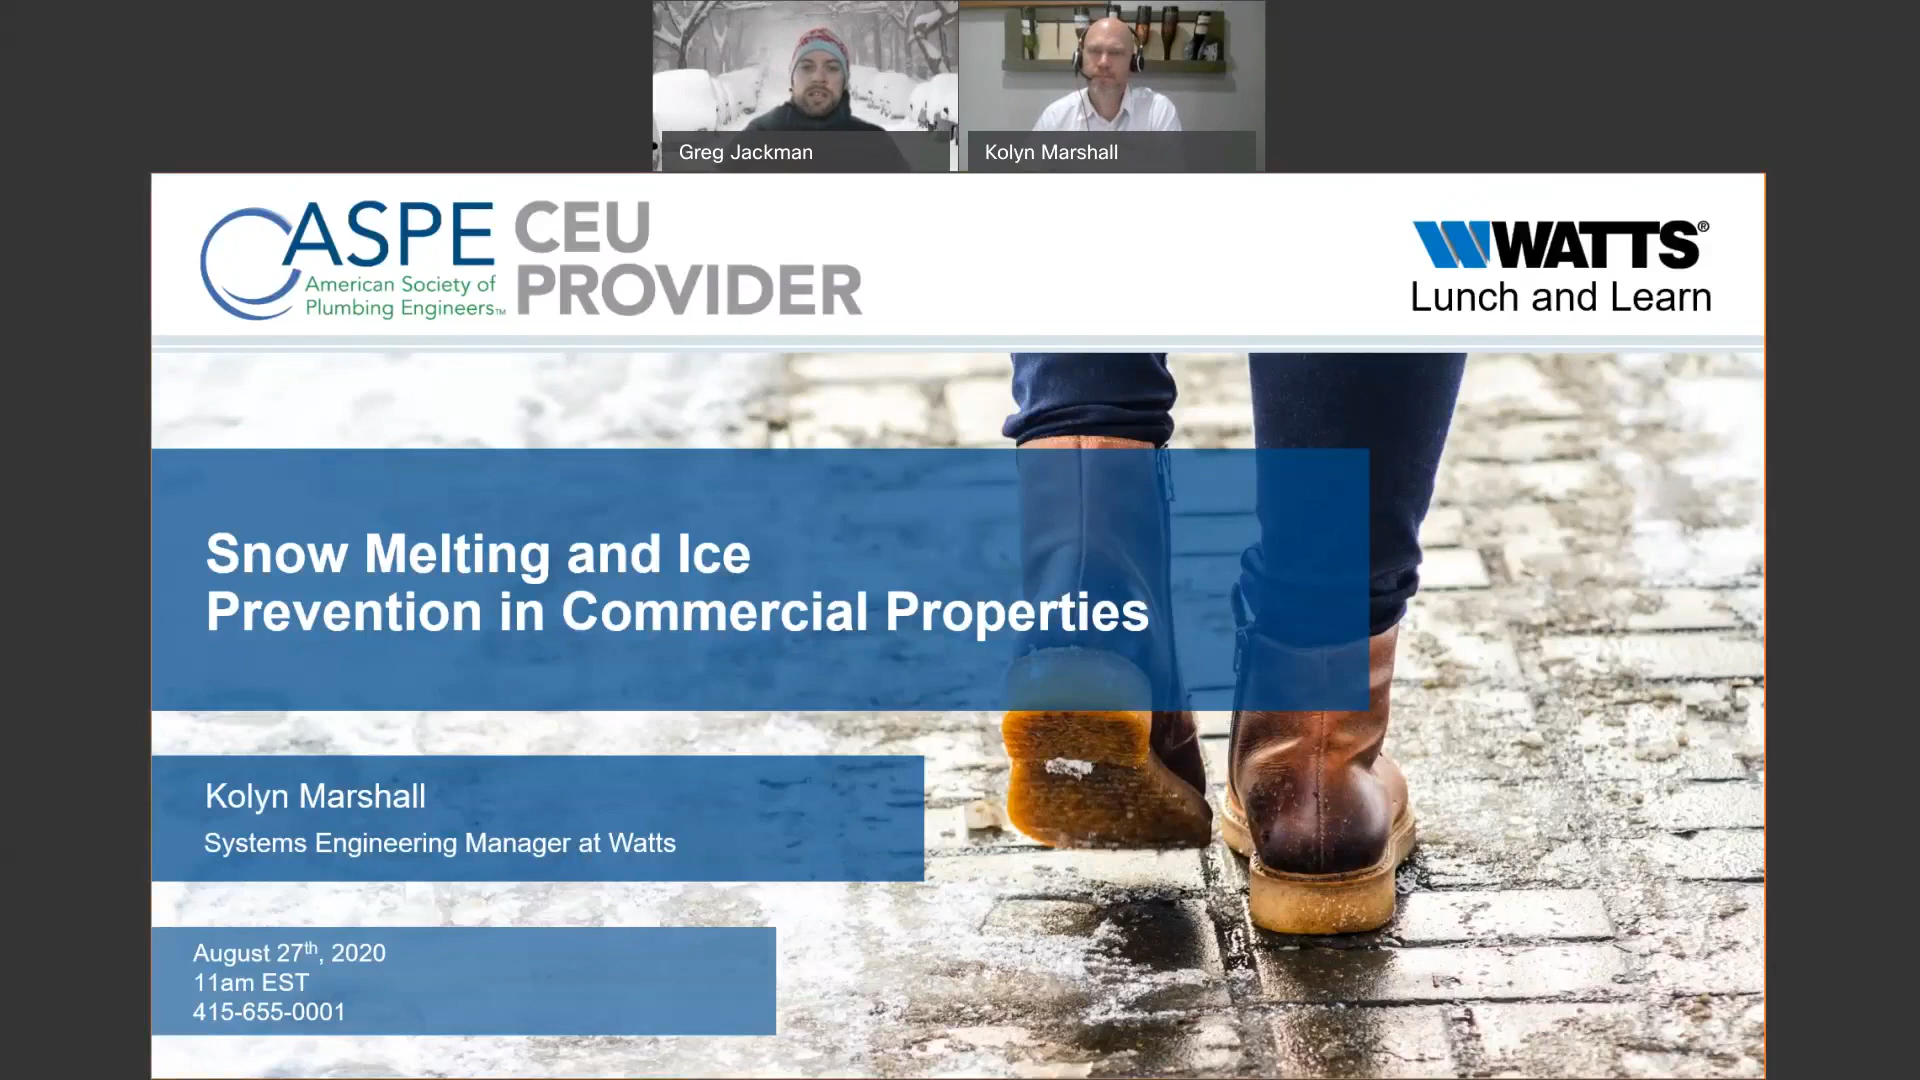 Greg Jackman
Kolyn Marshall
ASPE
American Society of
Plumbing Engineers™
CEU
PROVIDER
WATTS®
Lunch and Learn
Snow Melting and Ice
Prevention in Commercial Properties
Kolyn Marshall
Systems Engineering Manager at Watts
August 27th, 2020
11am EST
415-655-0001